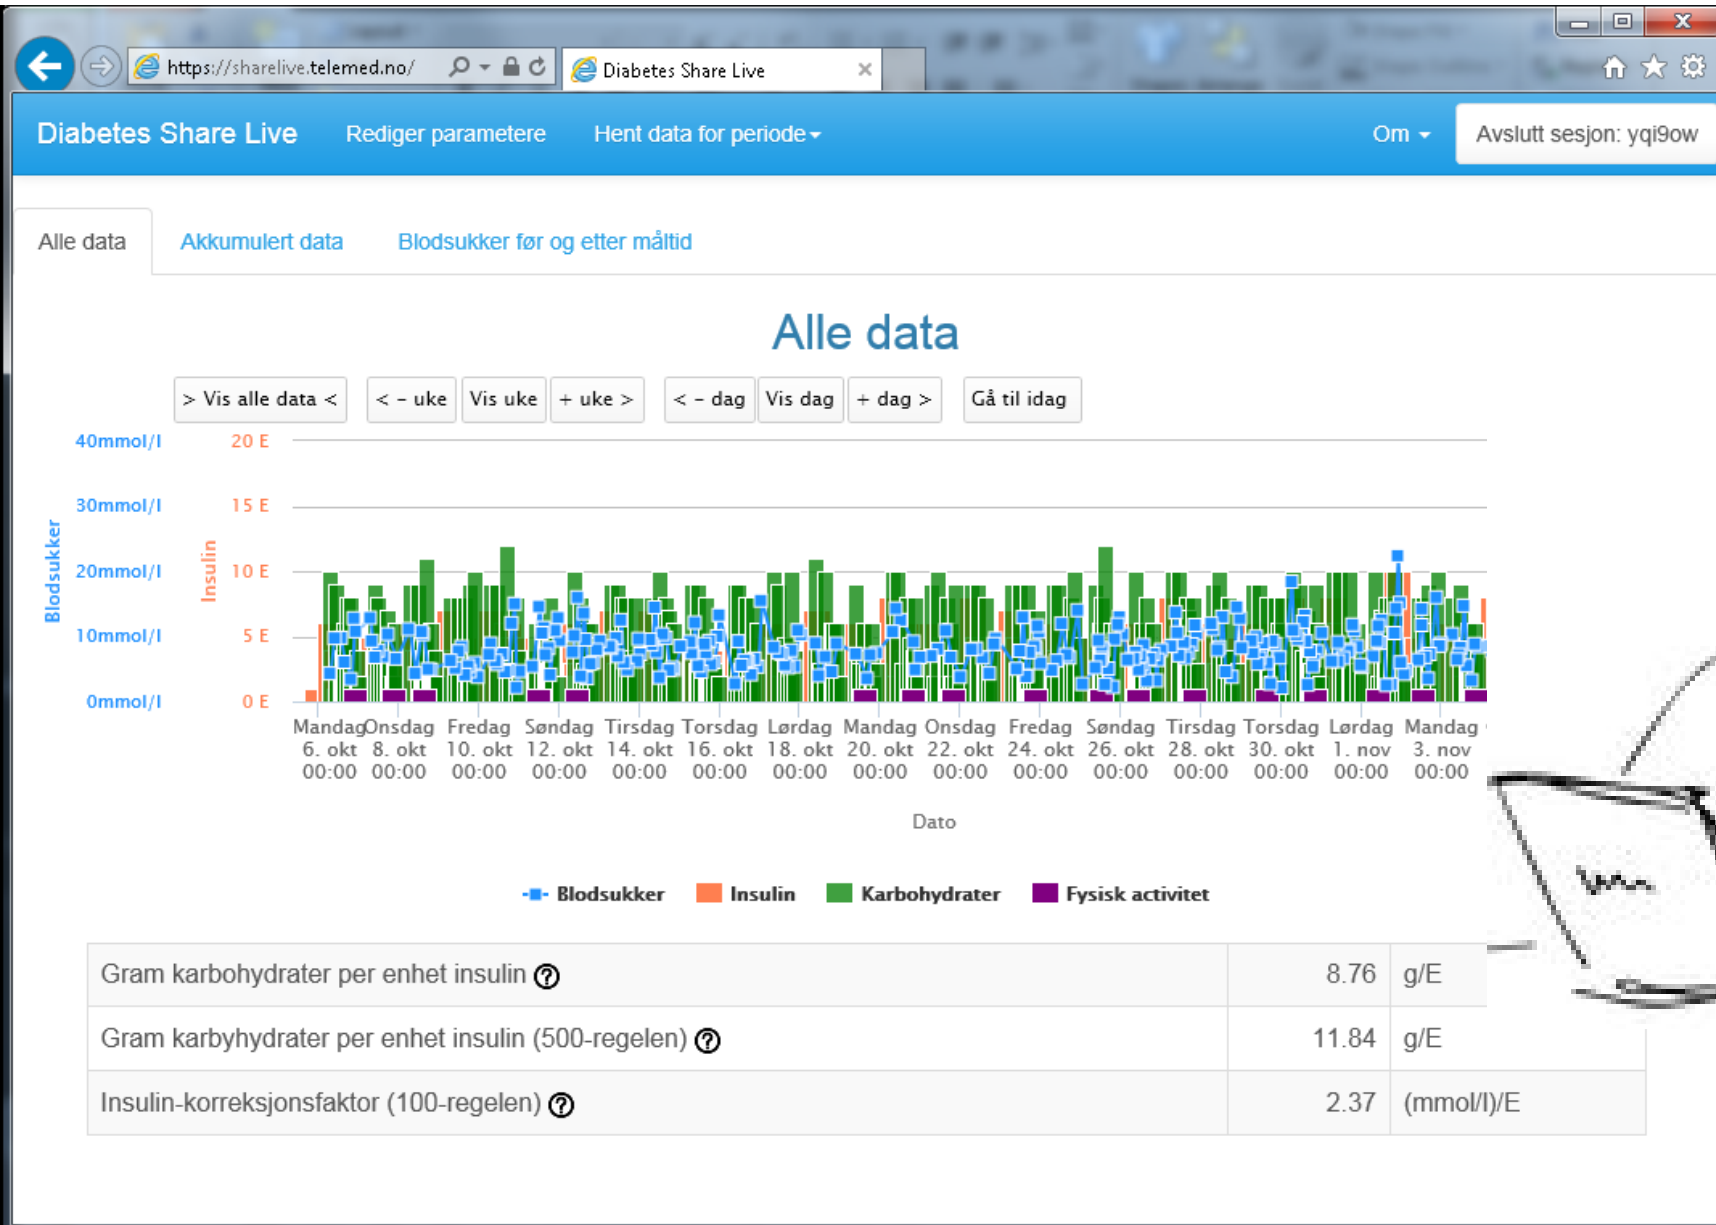 https://sharelive.telemed.no/
Diabetes Share Live
Diabetes Share Live Rediger parametere Hent data for periode Om Avslutt sesjon: yqi9ow
Alle data Akkumulert data Blodsukker før og etter måltid
Alle data
> Vis alle data < < - uke Vis uke + uke > < - dag Vis dag + dag > Gå til idag
40mmol/l 20 E
30mmol/l 15 E
20mmol/l 10 E
10mmol/l 5 E
0mmol/l 0 E
Blodsukker
Insulin
Mandag Onsdag Fredag Søndag Tirsdag Torsdag Lørdag Mandag Onsdag Fredag Søndag Tirsdag Torsdag Lørdag Mandag
6. okt 8. okt 10. okt 12. okt 14. okt 16. okt 18. okt 20. okt 22. okt 24. okt 26. okt 28. okt 30. okt 1. nov 3. nov
00:00 00:00 00:00 00:00 00:00 00:00 00:00 00:00 00:00 00:00 00:00 00:00 00:00 00:00 00:00
Dato
Blodsukker Insulin Karbohydrater Fysisk activitet
Gram karbohydrater per enhet insulin ? 8.76 g/E
Gram karbyhydrater per enhet insulin (500-regelen) ? 11.84 g/E
Insulin-korreksjonsfaktor (100-regelen) ? 2.37 (mmol/l)/E